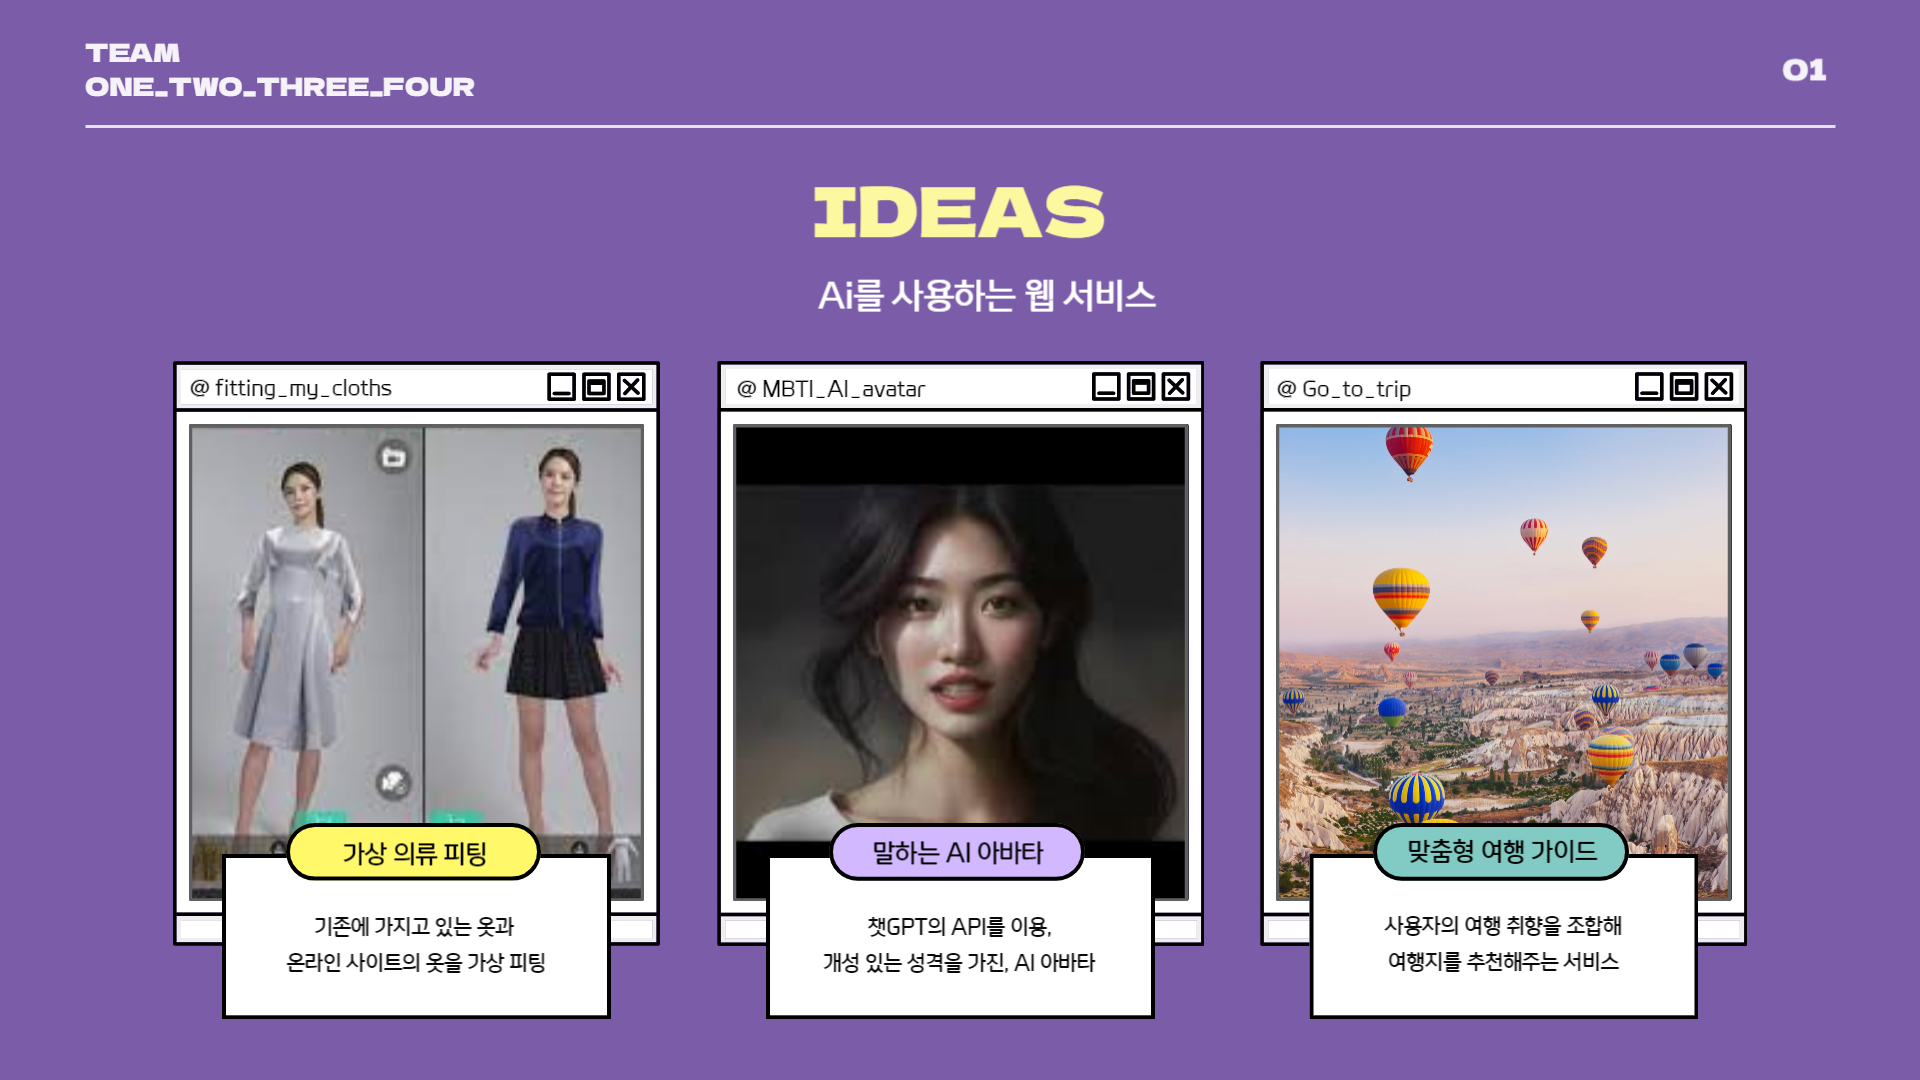 TEAM
ONE_TWO_THREE_FOUR
01
IDEAS
Ai를 사용하는 웹 서비스
@ fitting_my_cloths
가상 의류 피팅
기존에 가지고 있는 옷과
온라인 사이트의 옷을 가상 피팅
@ MBTI_AI_avatar
말하는 AI 아바타
챗GPT의 API를 이용,
개성 있는 성격을 가진, AI 아바타
@ Go_to_trip
맞춤형 여행 가이드
사용자의 여행 취향을 조합해
여행지를 추천해주는 서비스